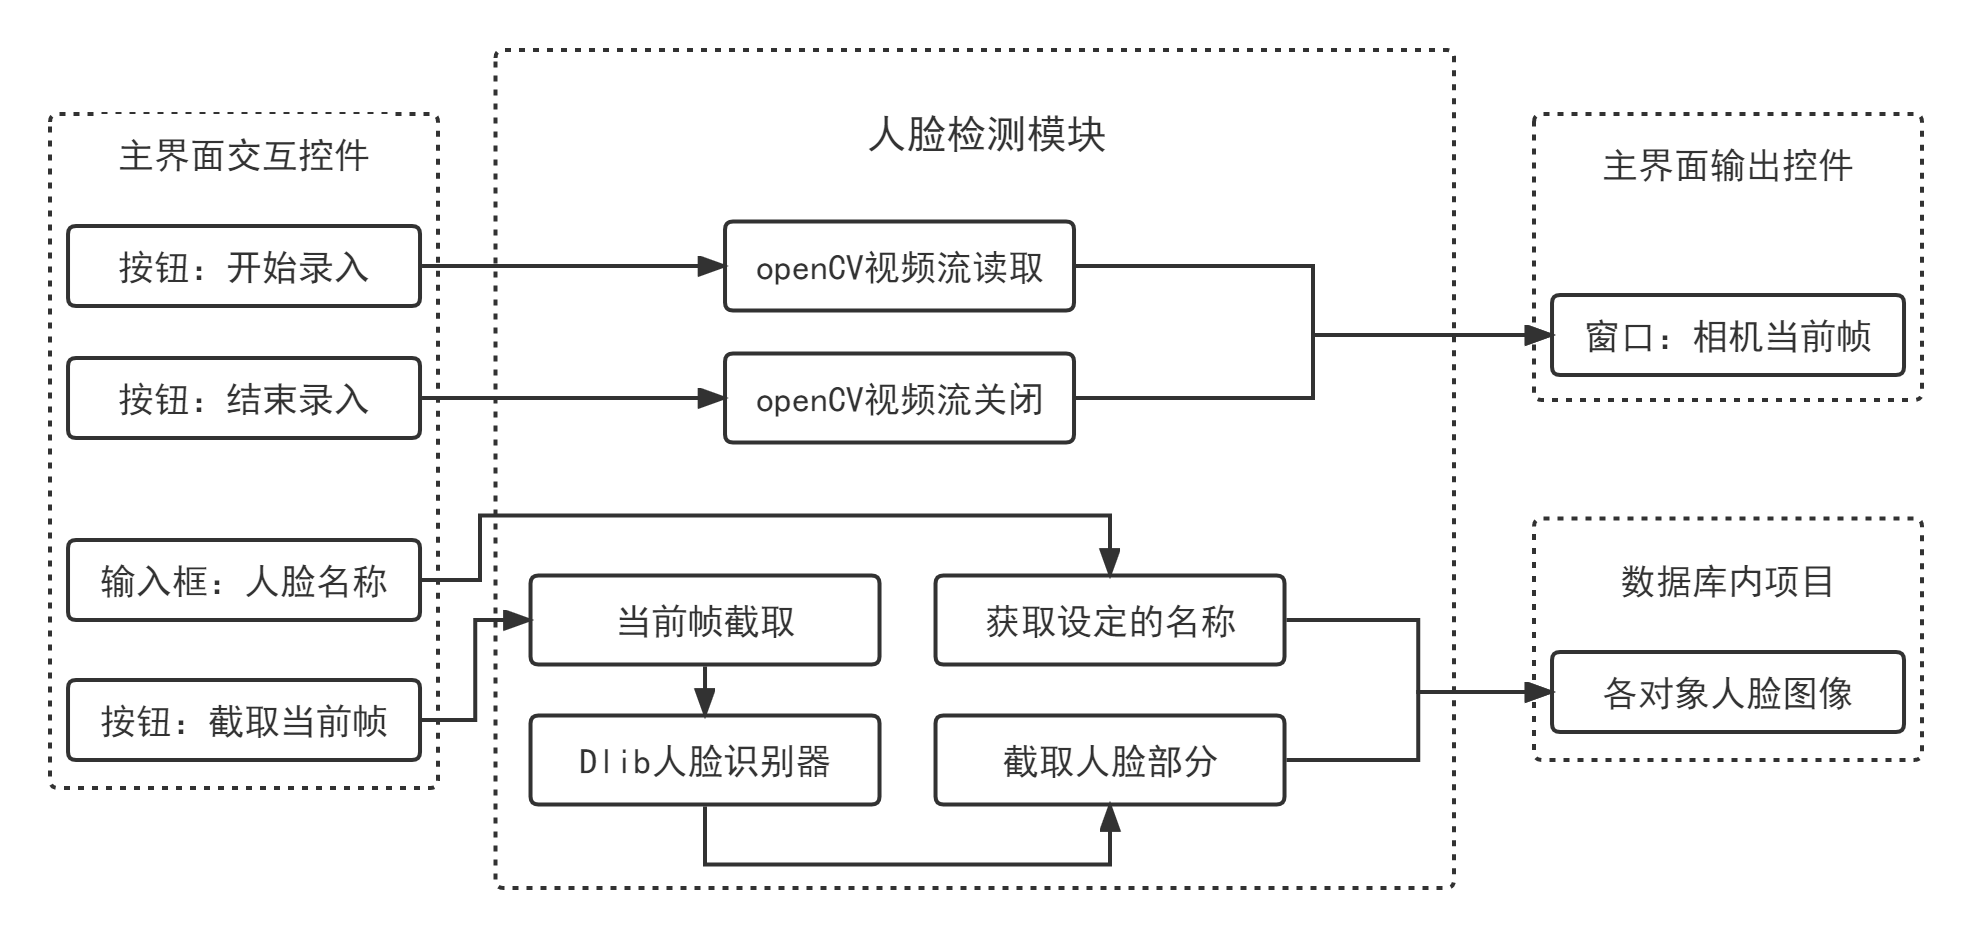 主界面交互控件
按钮：开始录入
按钮：结束录入
输入框：人脸名称
按钮：截取当前帧
人脸检测模块
openCV视频流读取
openCV视频流关闭
当前帧截取
获取设定的名称
Dlib人脸识别器
截取人脸部分
主界面输出控件
窗口：相机当前帧
数据库内项目
各对象人脸图像